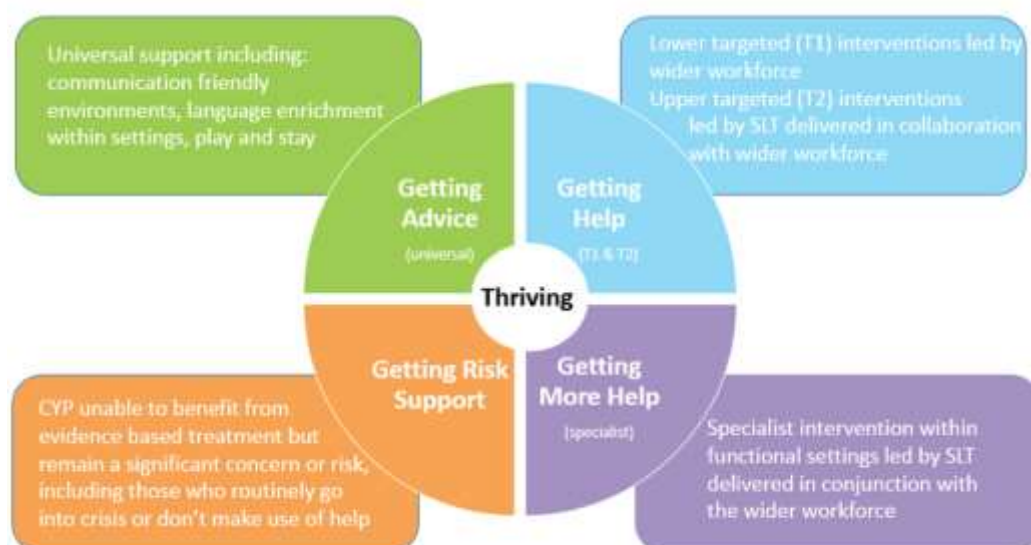 Universal support including:
communication friendly
environments, language enrichment
within settings, play and stay
Lower targeted (T1) interventions led by
wider workforce
Upper targeted (T2) interventions
led by SLT delivered in collaboration
with wider workforce
Getting
Advice
(universal)
Getting
Help
(T1 & T2)
Thriving
Getting Risk
Support
Getting
More Help
(specialist)
CYP unable to benefit from
evidence based treatment but
remain a significant concern or risk,
including those who routinely go
into crisis or don't make use of help
Specialist intervention within
functional settings led by SLT
delivered in conjunction with
the wider workforce